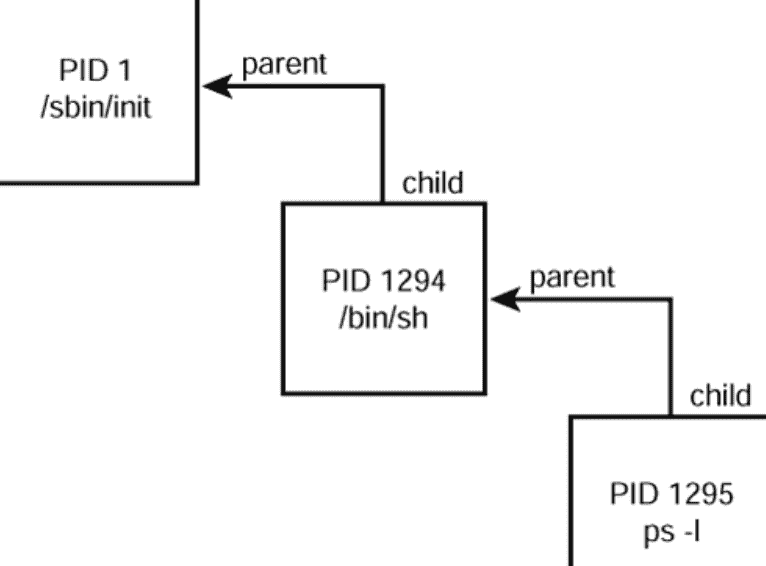 PID 1
/sbin/init
parent
child
PID 1294
/bin/sh
parent
child
PID 1295
ps -l